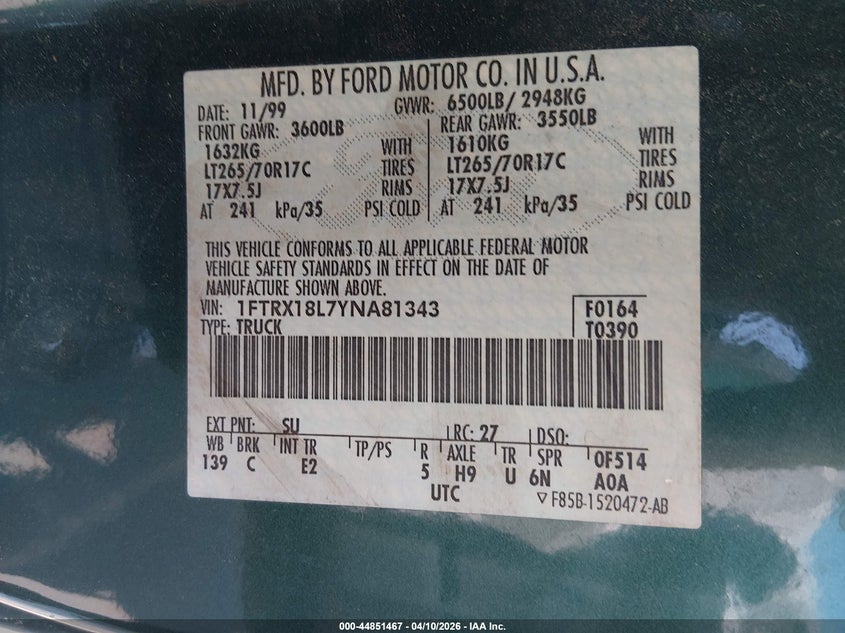 MFD. BY FORD MOTOR CO. IN U.S.A.
DATE: 11/99 GVWR: 6500LB/ 2948KG
FRONT GAWR: 3600LB REAR GAWR: 3550LB
1632KG WITH 1610KG WITH
LT265/70R17C TIRES LT265/70R17C TIRES
17X7.5J RIMS 17X7.5J RIMS
AT 241 kPa/35 PSI COLD AT 241 kPa/35 PSI COLD
THIS VEHICLE CONFORMS TO ALL APPLICABLE FEDERAL MOTOR
VEHICLE SAFETY STANDARDS IN EFFECT ON THE DATE OF
MANUFACTURE SHOWN ABOVE.
VIN: 1FTRX18L7YNA81343 F0164
TYPE: TRUCK T0390
EXT PNT: SU RC: 27 DSO:
WB BRK INT TR TP/PS R AXLE TR SPR 0F514
139 C E2 5 H9 U 6N A0A
UTC ▽ F85B-1520472-AB
000-44851467 - 04/10/2026 - IAA Inc.